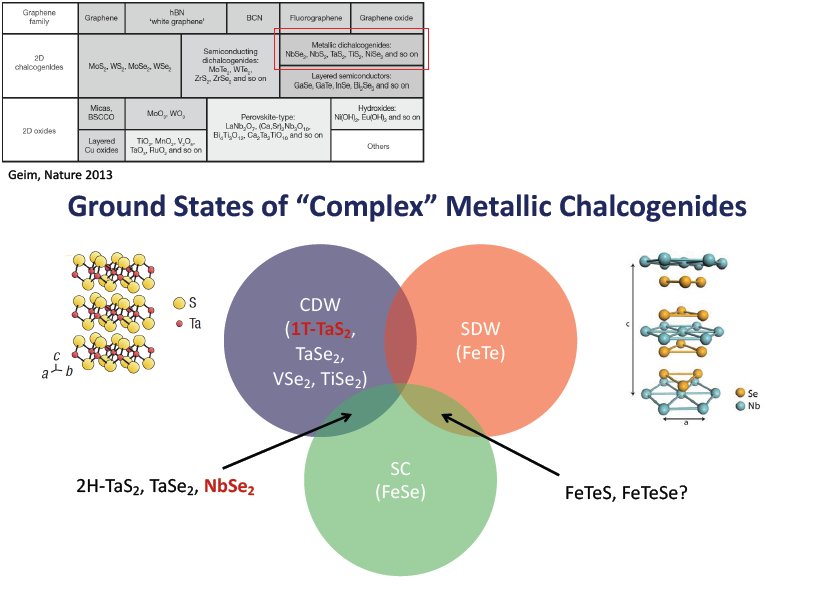 Graphene family
Graphene
hBN 'white graphene'
BCN
Fluorographene
Graphene oxide
2D chalcogenides
MoS₂, WS₂, MoSe₂, WSe₂
Semiconducting dichalcogenides:
MoTe₂, WTe₂,
ZrS₂, ZrSe₂ and so on
Metallic dichalcogenides:
NbSe₂, NbS₂, TaS₂, TiS₂, NiSe₂ and so on
Layered semiconductors:
GaSe, GaTe, InSe, Bi₂Se₃ and so on
2D oxides
Micas, BSCCO
MoO₃, WO₃
Perovskite-type:
LaNb₂O₇, (Ca,Sr)₂Nb₃O₁₀,
Bi₄Ti₃O₁₂, Ca₂Ta₂TiO₁₀ and so on
Hydroxides:
Ni(OH)₂, Eu(OH)₂ and so on
Layered Cu oxides
TiO₂, MnO₂, V₂O₅,
TaO₃, RuO₂ and so on
Others
Geim, Nature 2013
Ground States of “Complex” Metallic Chalcogenides
S
Ta
c
a
b
CDW
(1T-TaS₂,
TaSe₂,
VSe₂, TiSe₂)
SDW
(FeTe)
SC
(FeSe)
c
a
Se
Nb
2H-TaS₂, TaSe₂, NbSe₂
FeTeS, FeTeSe?